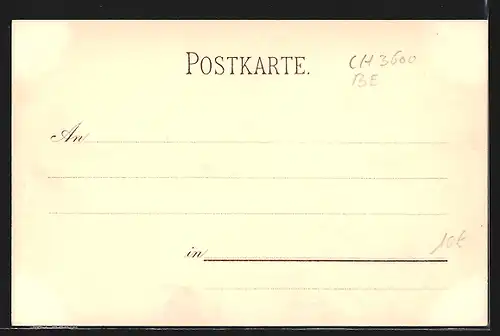 POSTKARTE.
CH 3600
BE
An
10€
in